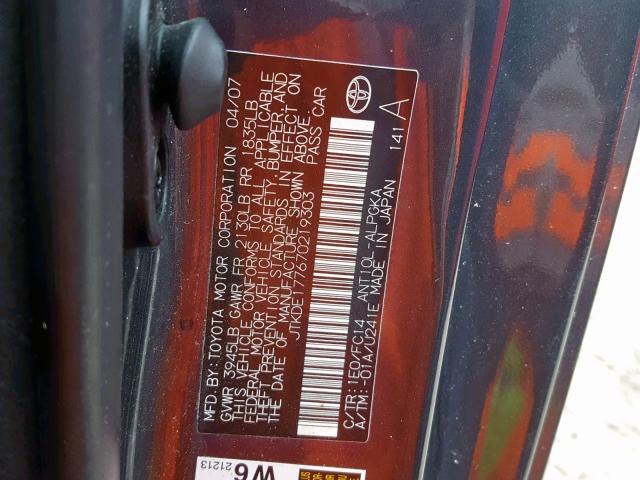 MFD. BY: TOYOTA MOTOR CORPORATION 04/07
GVWR 3945LB GAWR FR 2130LB RR 1835LB
THIS VEHICLE CONFORMS TO ALL APPLICABLE
FEDERAL MOTOR VEHICLE SAFETY, BUMPER AND
THEFT PREVENTION STANDARDS IN EFFECT ON
THE DATE OF MANUFACTURE SHOWN ABOVE.
JTKDE177670219303 PASS CAR
C/TR: 1E0/FC14 ANT10L-ALPGKA
A/TM: -01A/U241E MADE IN JAPAN 141 A
W6
21213